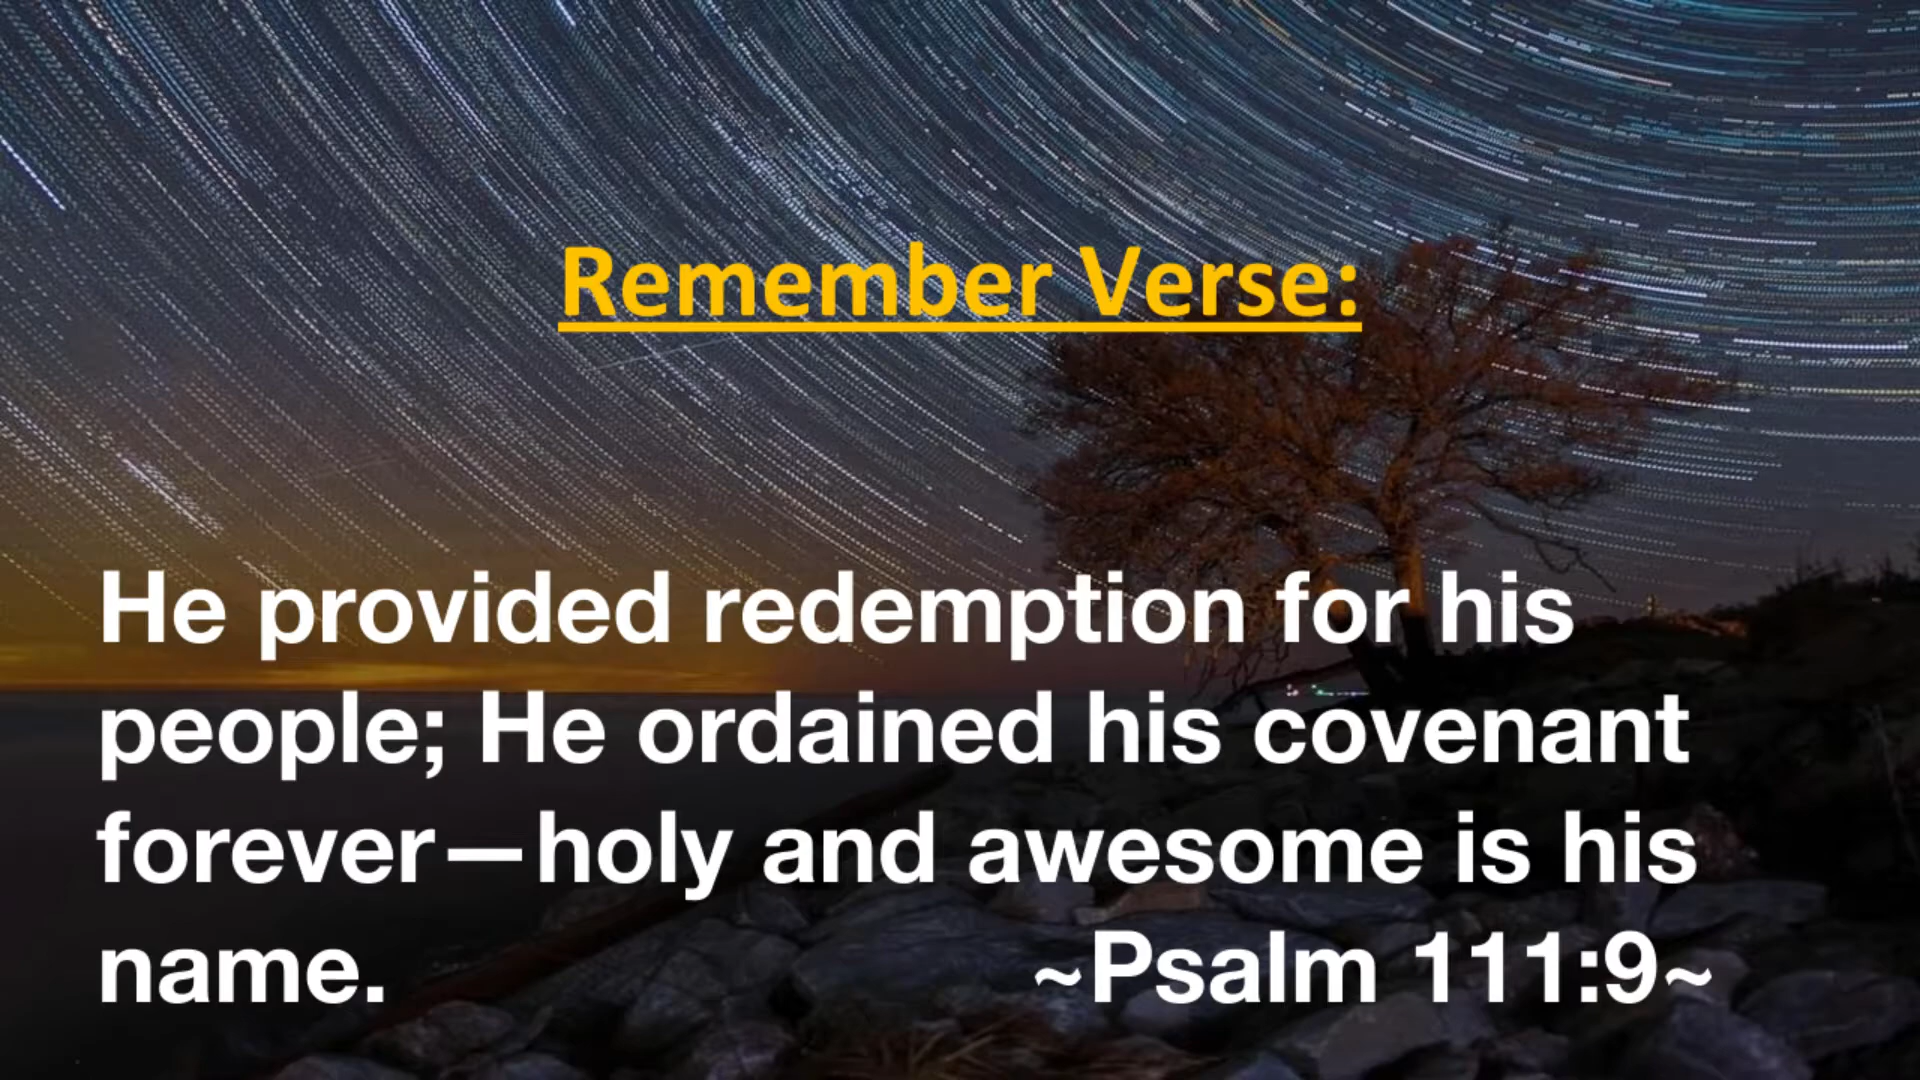 Remember Verse:
He provided redemption for his
people; He ordained his covenant
forever—holy and awesome is his
name. ~Psalm 111:9~